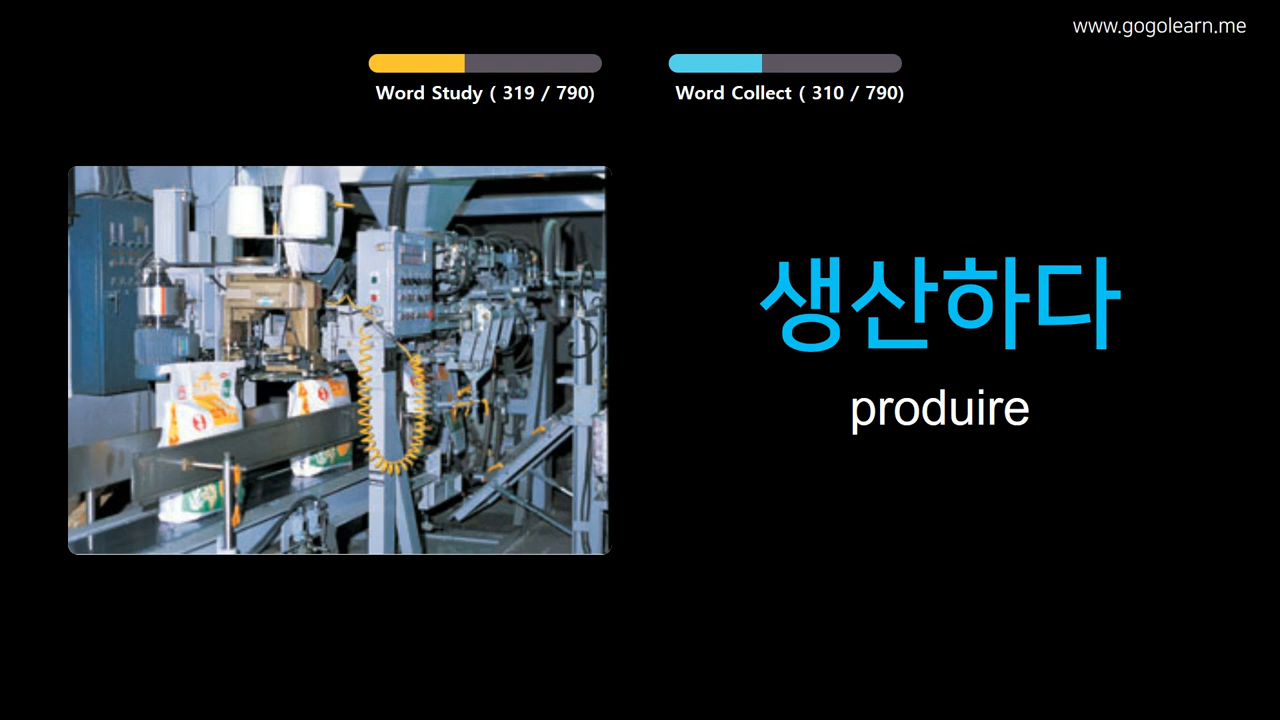 www.gogolearn.me
Word Study ( 319 / 790)
Word Collect ( 310 / 790)
생산하다
produire